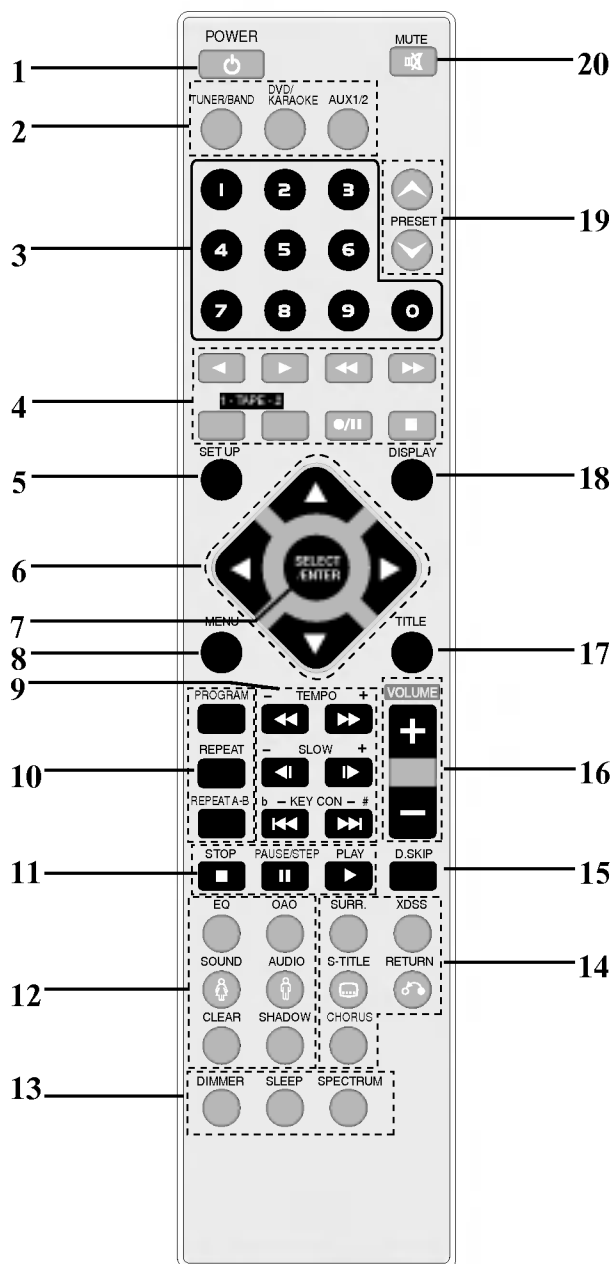 POWER
MUTE
1
20
TUNER/BAND
DVD/
KARAOKE
AUX1/2
2
1
2
3
PRESET
19
3
4
5
6
7
8
9
0
4
1 - TAPE - 2
●/II
SET UP
DISPLAY
5
18
6
SELECT
/ENTER
7
MENU
TITLE
8
17
9
PROGRAM
– TEMPO +
VOLUME
REPEAT
– SLOW +
+
10
16
REPEAT A-B
b – KEY CON – #
–
STOP
PAUSE/STEP
PLAY
D.SKIP
11
15
EQ
OAO
SURR.
XDSS
SOUND
AUDIO
S-TITLE
RETURN
12
14
CLEAR
SHADOW
CHORUS
13
DIMMER
SLEEP
SPECTRUM